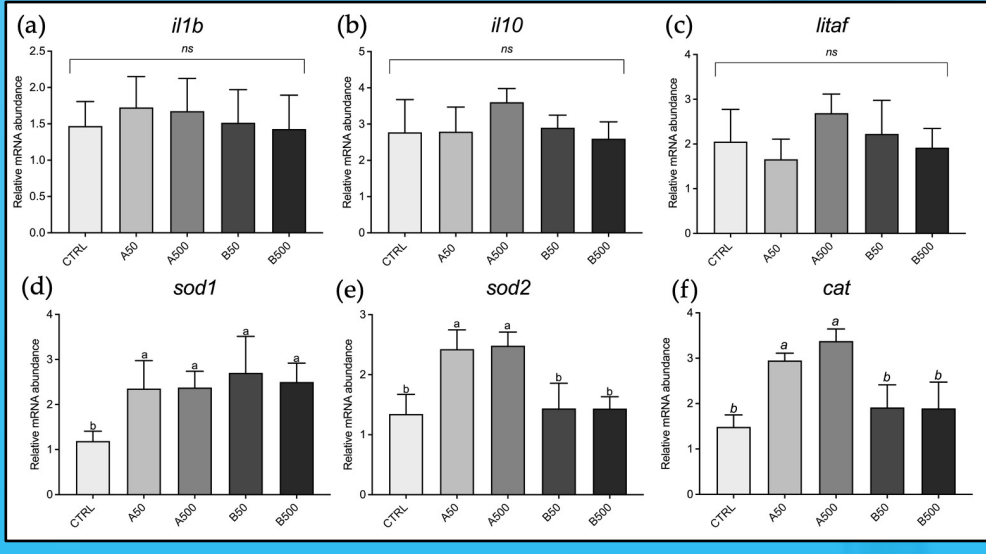 (a) il1b
ns
Relative mRNA abundance
2.5
2.0
1.5
1.0
0.5
0.0
CTRL A50 A500 B50 B500
(b) il10
ns
Relative mRNA abundance
5
4
3
2
1
0
CTRL A50 A500 B50 B500
(c) litaf
ns
Relative mRNA abundance
4
3
2
1
0
CTRL A50 A500 B50 B500
(d) sod1
Relative mRNA abundance
4
3
2
1
0
b a a a a
CTRL A50 A500 B50 B500
(e) sod2
Relative mRNA abundance
3
2
1
0
b a a b b
CTRL A50 A500 B50 B500
(f) cat
Relative mRNA abundance
4
3
2
1
0
b a a b b
CTRL A50 A500 B50 B500